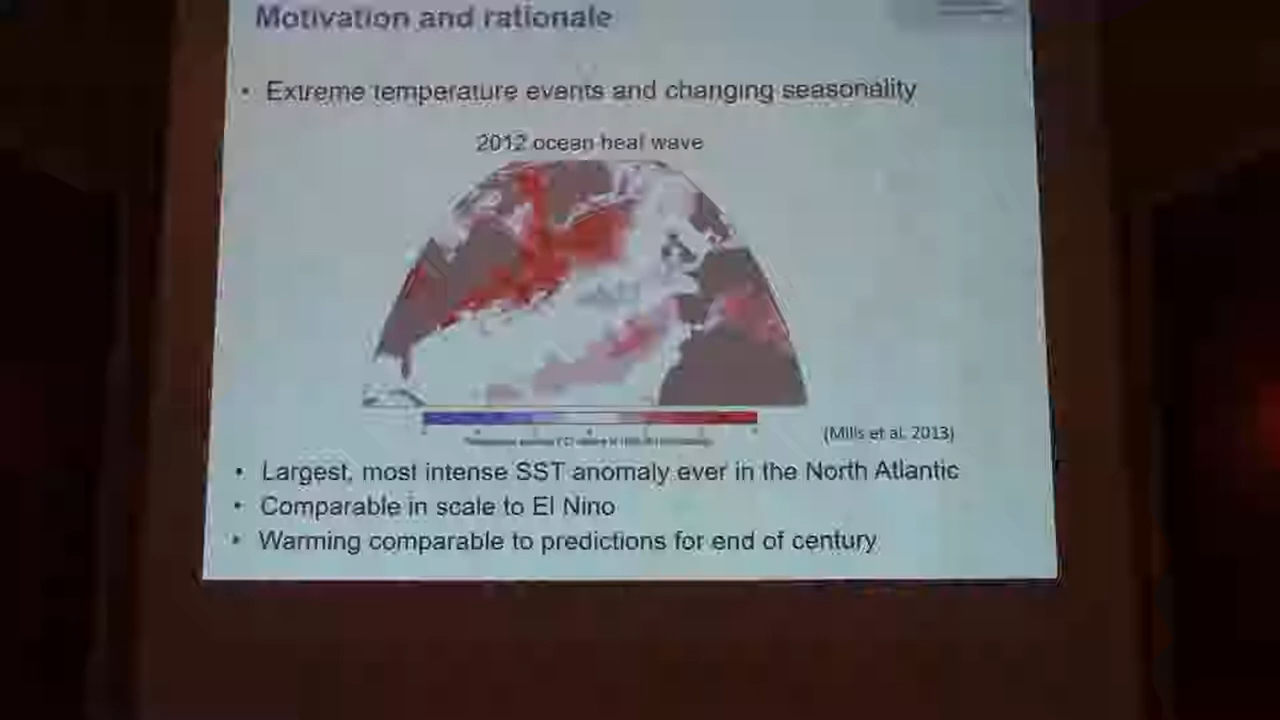 Motivation and rationale
• Extreme temperature events and changing seasonality
2012 ocean heat wave
(Mills et al. 2013)
• Largest, most intense SST anomaly ever in the North Atlantic
• Comparable in scale to El Nino
• Warming comparable to predictions for end of century